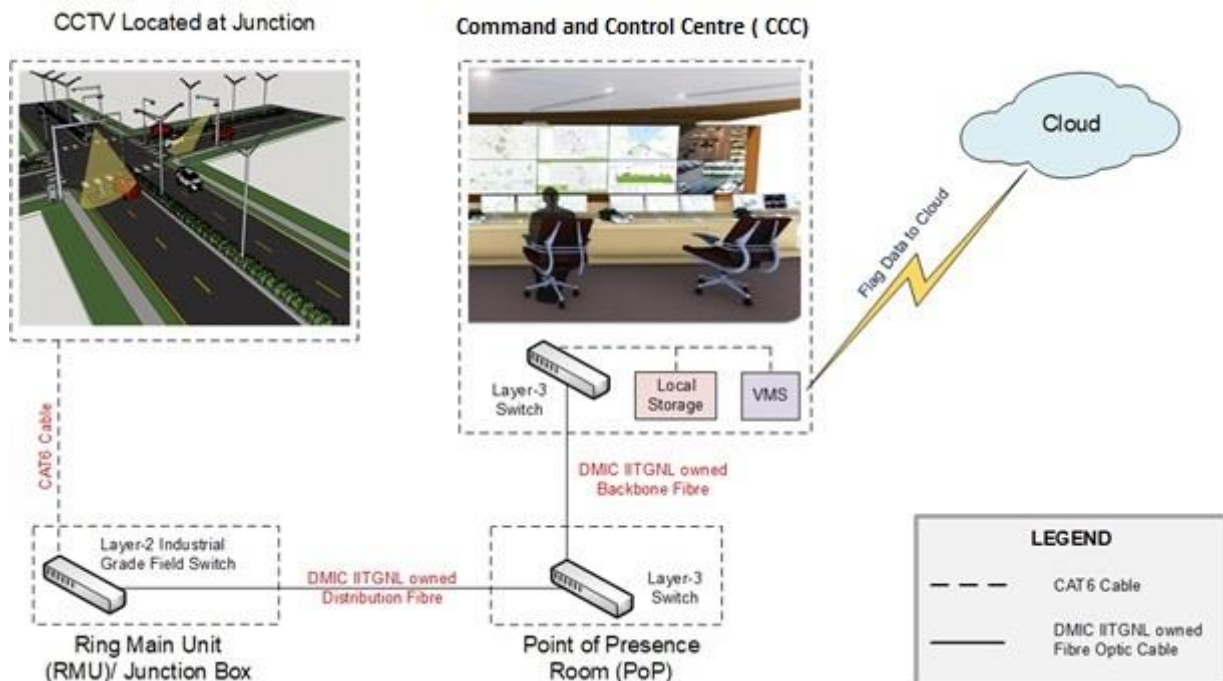 CCTV Located at Junction
Command and Control Centre ( CCC)
Cloud
Flag Data to Cloud
Layer-3
Switch
Local
Storage
VMS
CAT6 Cable
DMIC IITGNL owned
Backbone Fibre
Layer-2 Industrial
Grade Field Switch
DMIC IITGNL owned
Distribution Fibre
Layer-3
Switch
Ring Main Unit
(RMU)/ Junction Box
Point of Presence
Room (PoP)
LEGEND
CAT6 Cable
DMIC IITGNL owned
Fibre Optic Cable